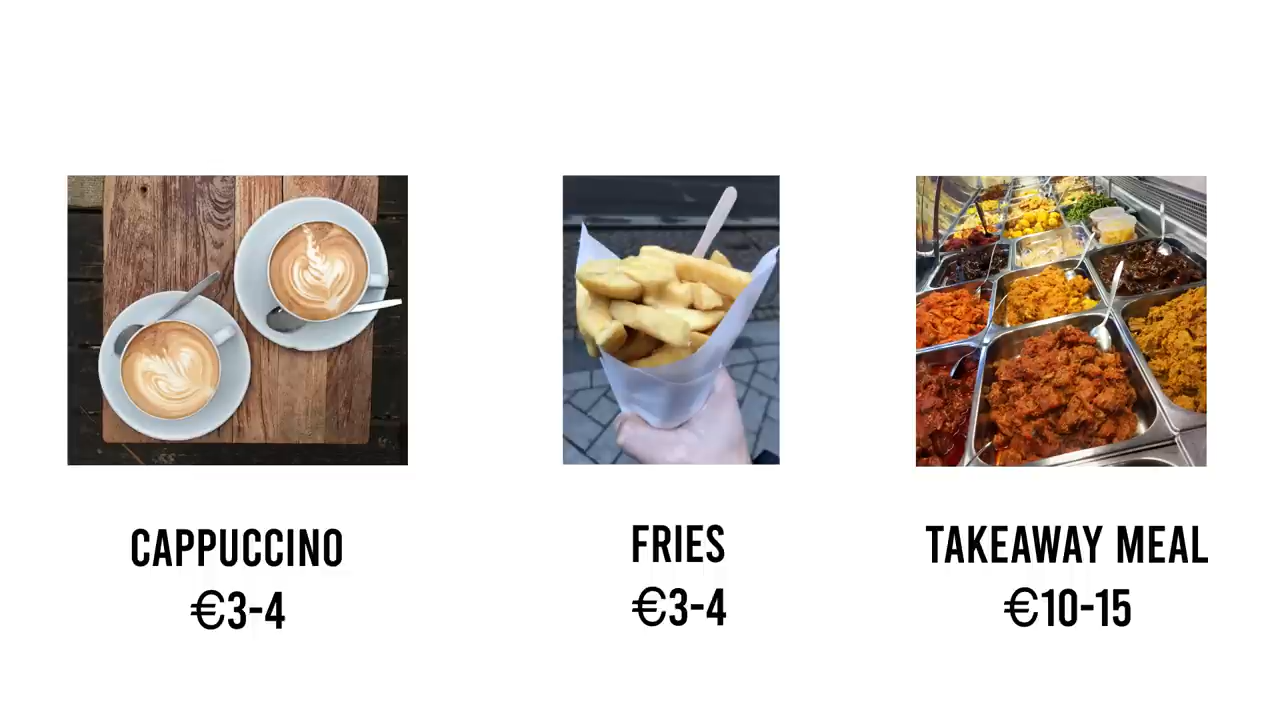 CAPPUCCINO
€3-4
FRIES
€3-4
TAKEAWAY MEAL
€10-15